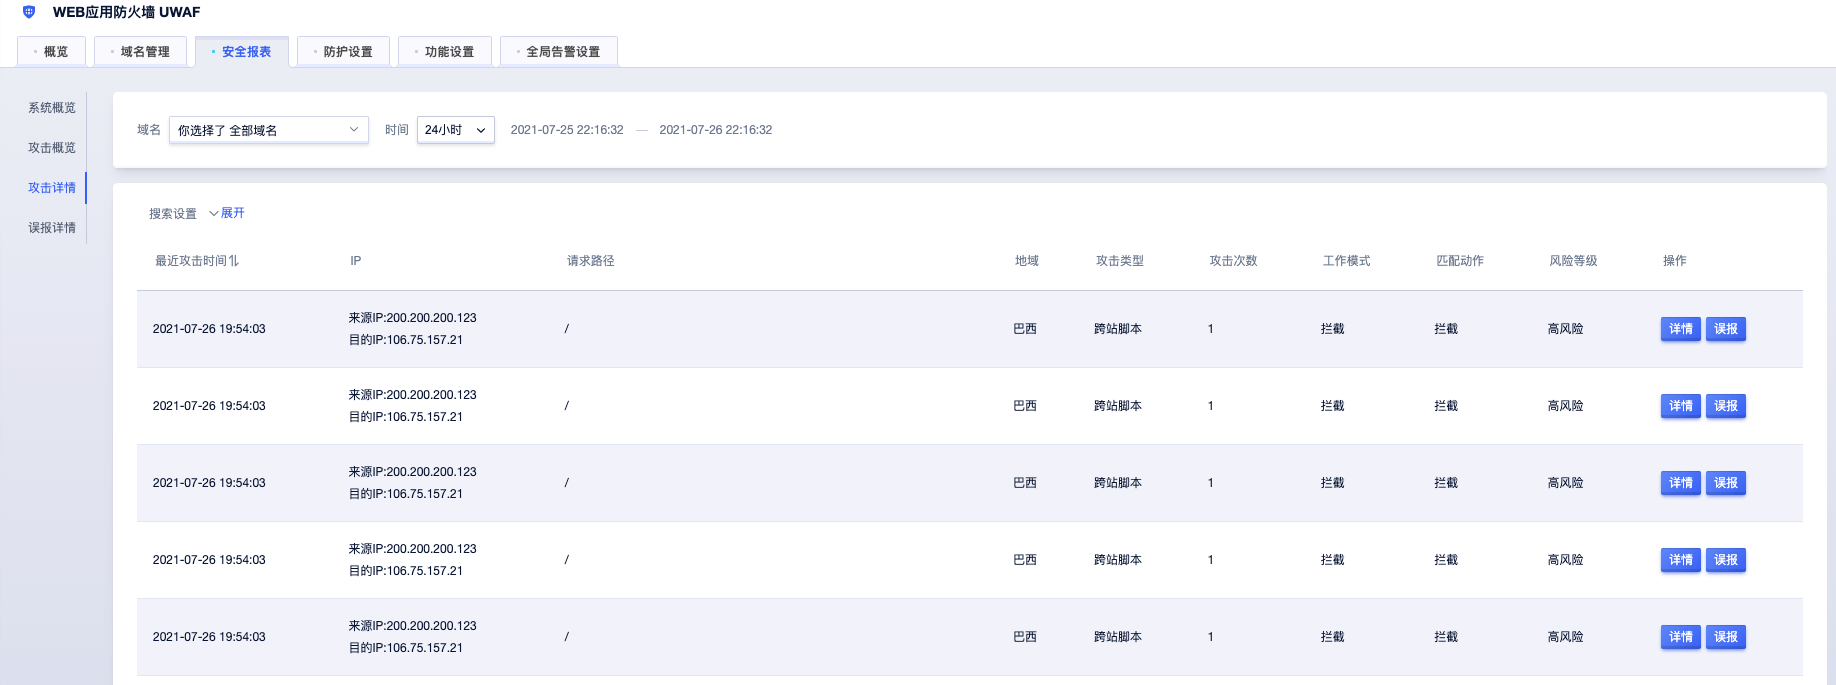 WEB应用防火墙 UWAF
概览 域名管理 安全报表 防护设置 功能设置 全局告警设置
系统概览
攻击概览
攻击详情
误报详情
域名 你选择了 全部域名 时间 24小时 2021-07-25 22:16:32 — 2021-07-26 22:16:32
搜索设置 展开
最近攻击时间 IP 请求路径 地域 攻击类型 攻击次数 工作模式 匹配动作 风险等级 操作
来源IP:200.200.200.123
2021-07-26 19:54:03 / 巴西 跨站脚本 1 拦截 拦截 高风险 详情 误报
目的IP:106.75.157.21
来源IP:200.200.200.123
2021-07-26 19:54:03 / 巴西 跨站脚本 1 拦截 拦截 高风险 详情 误报
目的IP:106.75.157.21
来源IP:200.200.200.123
2021-07-26 19:54:03 / 巴西 跨站脚本 1 拦截 拦截 高风险 详情 误报
目的IP:106.75.157.21
来源IP:200.200.200.123
2021-07-26 19:54:03 / 巴西 跨站脚本 1 拦截 拦截 高风险 详情 误报
目的IP:106.75.157.21
来源IP:200.200.200.123
2021-07-26 19:54:03 / 巴西 跨站脚本 1 拦截 拦截 高风险 详情 误报
目的IP:106.75.157.21